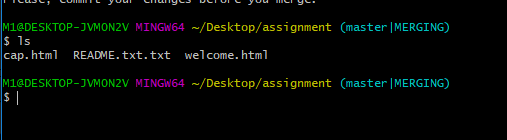 Please, commit your changes before you merge.
M1@DESKTOP-JVMON2V MINGW64 ~/Desktop/assignment (master|MERGING)
$ ls
cap.html README.txt.txt welcome.html
M1@DESKTOP-JVMON2V MINGW64 ~/Desktop/assignment (master|MERGING)
$